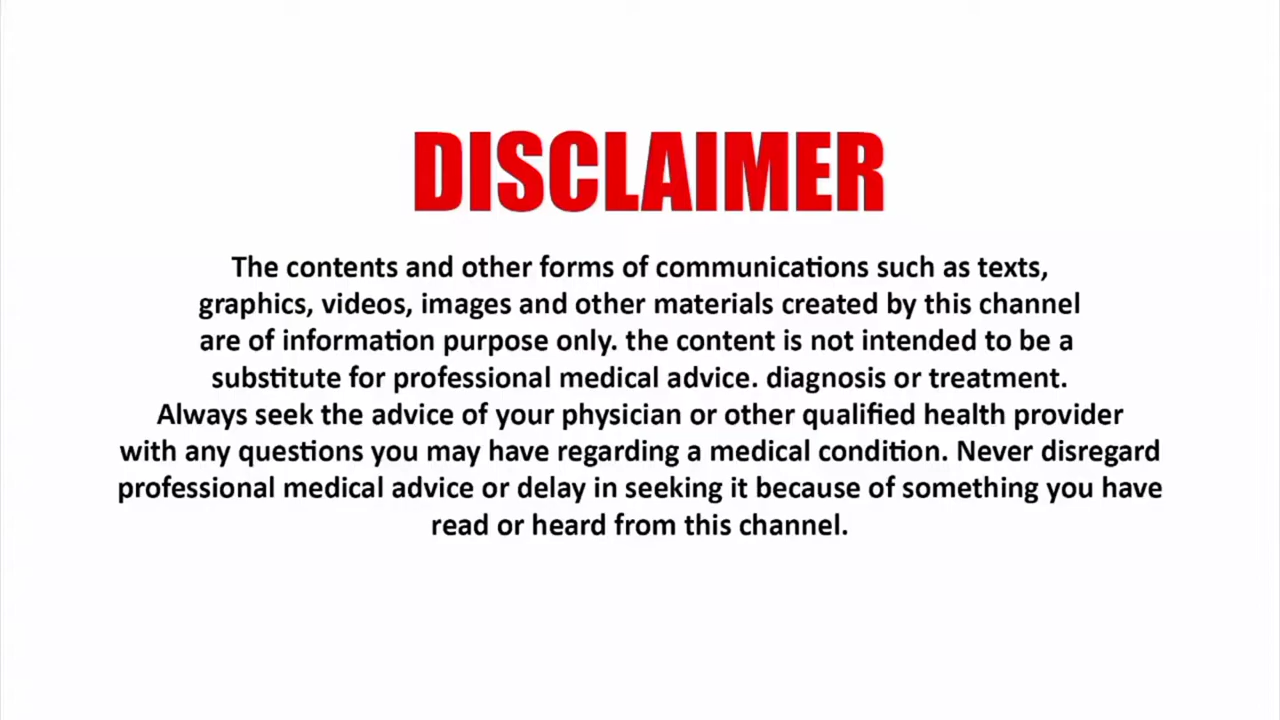 DISCLAIMER
The contents and other forms of communications such as texts,
graphics, videos, images and other materials created by this channel
are of information purpose only. the content is not intended to be a
substitute for professional medical advice. diagnosis or treatment.
Always seek the advice of your physician or other qualified health provider
with any questions you may have regarding a medical condition. Never disregard
professional medical advice or delay in seeking it because of something you have
read or heard from this channel.